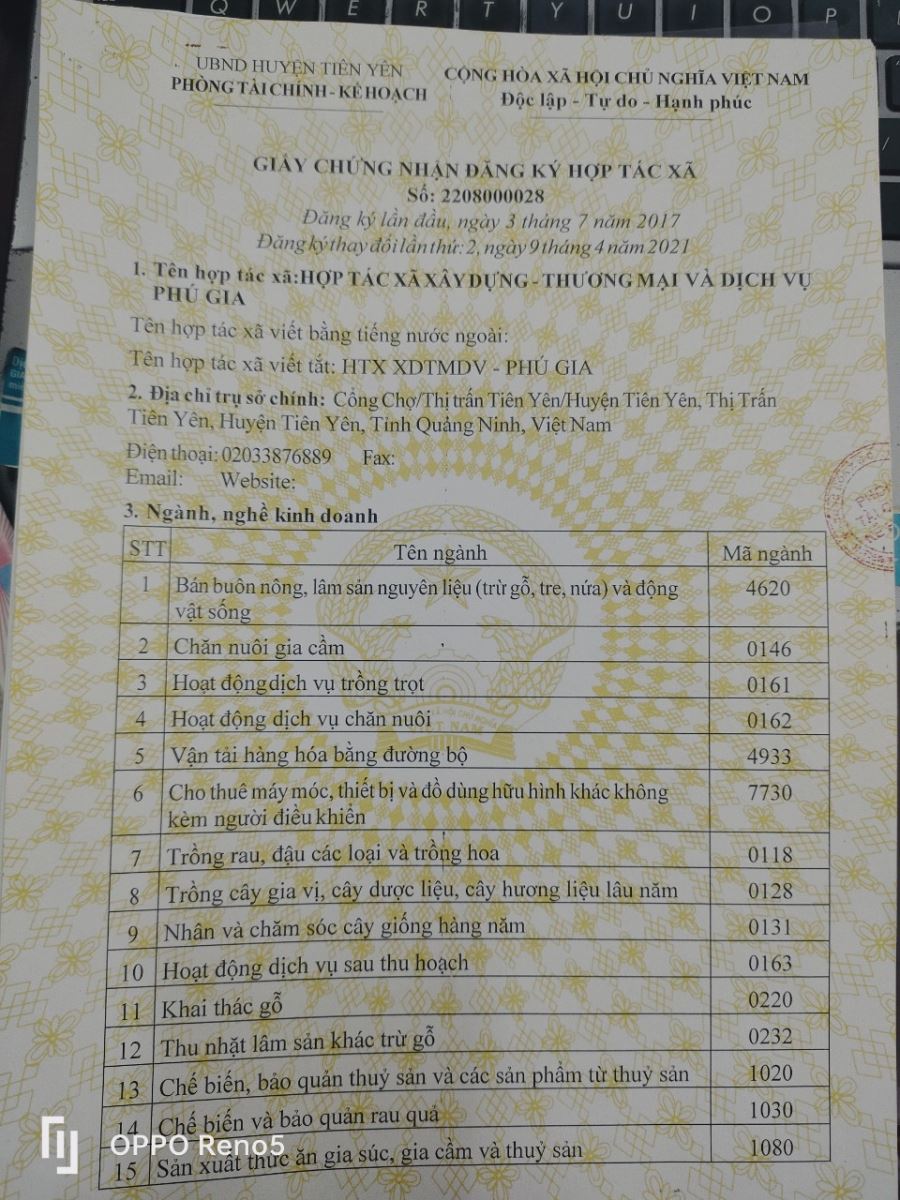 Q W E R T Y U I O P
UBND HUYỆN TIÊN YÊN
PHÒNG TÀI CHÍNH - KẾ HOẠCH
CỘNG HÒA XÃ HỘI CHỦ NGHĨA VIỆT NAM
Độc lập - Tự do - Hạnh phúc
GIẤY CHỨNG NHẬN ĐĂNG KÝ HỢP TÁC XÃ
Số: 2208000028
Đăng ký lần đầu, ngày 3 tháng 7 năm 2017
Đăng ký thay đổi lần thứ: 2, ngày 9 tháng 4 năm 2021
1. Tên hợp tác xã: HỢP TÁC XÃ XÂY DỰNG - THƯƠNG MẠI VÀ DỊCH VỤ
PHÚ GIA
Tên hợp tác xã viết bằng tiếng nước ngoài:
Tên hợp tác xã viết tắt: HTX XDTMDV - PHÚ GIA
2. Địa chỉ trụ sở chính: Cổng Chợ/Thị trấn Tiên Yên/Huyện Tiên Yên, Thị Trấn
Tiên Yên, Huyện Tiên Yên, Tỉnh Quảng Ninh, Việt Nam
Điện thoại: 02033876889 Fax:
Email: Website:
3. Ngành, nghề kinh doanh
STT Tên ngành Mã ngành
1 Bán buôn nông, lâm sản nguyên liệu (trừ gỗ, tre, nứa) và động 4620
vật sống
2 Chăn nuôi gia cầm 0146
3 Hoạt động dịch vụ trồng trọt 0161
4 Hoạt động dịch vụ chăn nuôi 0162
5 Vận tải hàng hóa bằng đường bộ 4933
6 Cho thuê máy móc, thiết bị và đồ dùng hữu hình khác không 7730
kèm người điều khiển
7 Trồng rau, đậu các loại và trồng hoa 0118
8 Trồng cây gia vị, cây dược liệu, cây hương liệu lâu năm 0128
9 Nhân và chăm sóc cây giống hàng năm 0131
10 Hoạt động dịch vụ sau thu hoạch 0163
11 Khai thác gỗ 0220
12 Thu nhặt lâm sản khác trừ gỗ 0232
13 Chế biến, bảo quản thuỷ sản và các sản phẩm từ thuỷ sản 1020
14 Chế biến và bảo quản rau quả 1030
15 Sản xuất thức ăn gia súc, gia cầm và thuỷ sản 1080
VIỆT NAM
OPPO Reno5